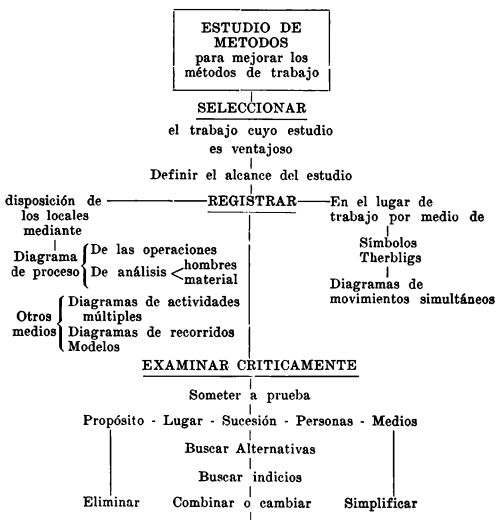 ESTUDIO DE
METODOS
para mejorar los
métodos de trabajo
SELECCIONAR
el trabajo cuyo estudio
es ventajoso
Definir el alcance del estudio
disposición de
los locales
mediante
REGISTRAR
En el lugar de
trabajo por medio de
Diagrama
de proceso
De las operaciones
De análisis
hombres
material
Símbolos
Therbligs
Diagramas de
movimientos simultáneos
Otros
medios
Diagramas de actividades
múltiples
Diagramas de recorridos
Modelos
EXAMINAR CRITICAMENTE
Someter a prueba
Propósito - Lugar - Sucesión - Personas - Medios
Buscar Alternativas
Buscar indicios
Eliminar Combinar o cambiar Simplificar